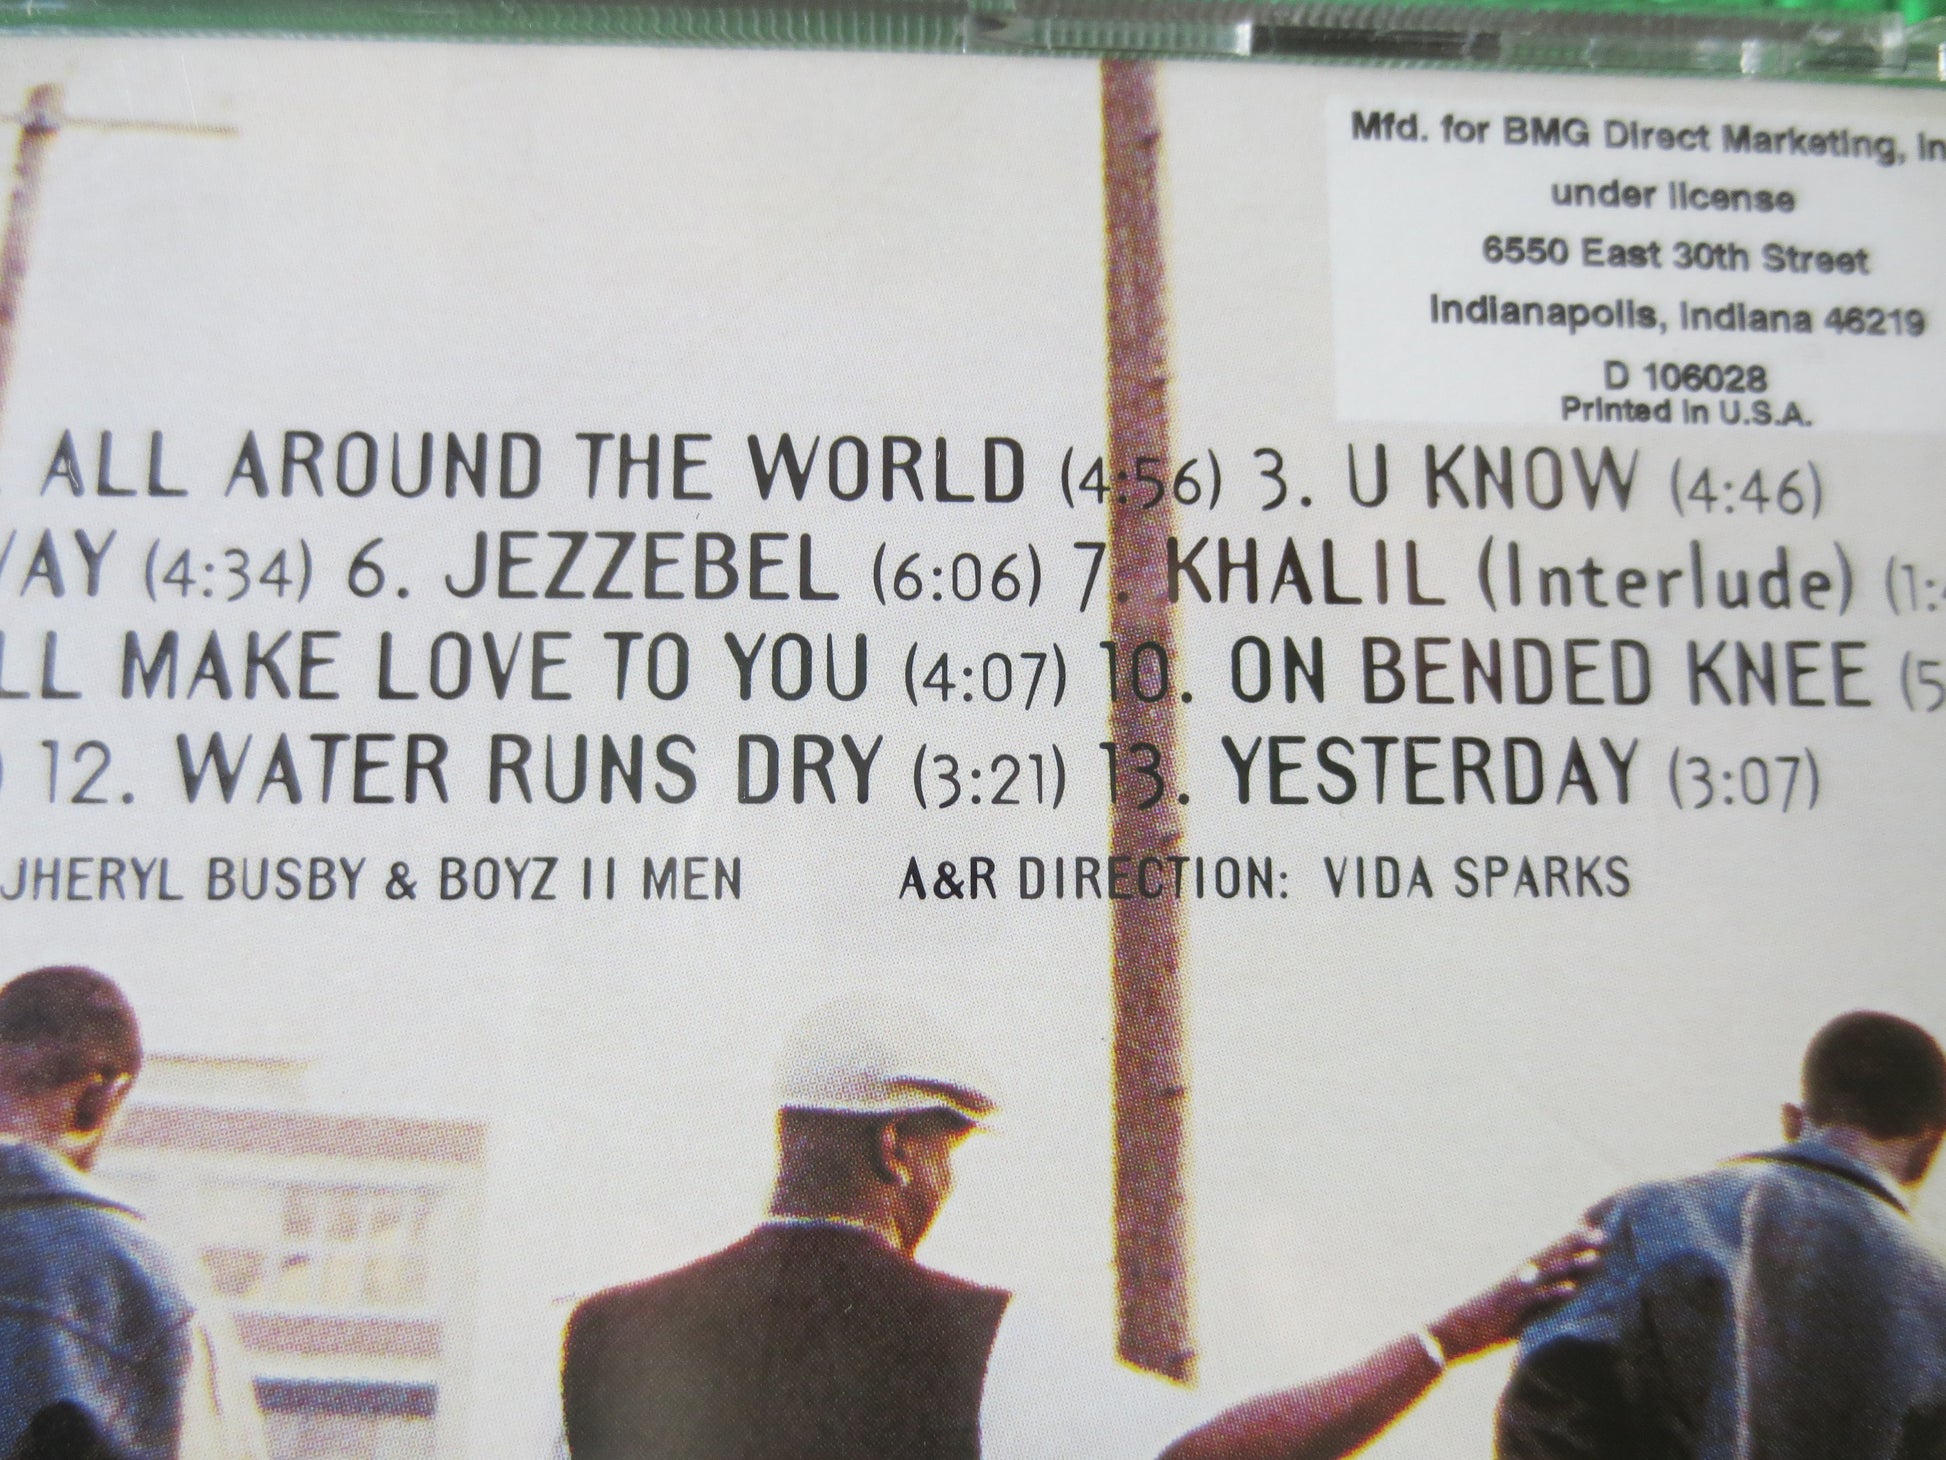 Mfd. for BMG Direct Marketing,
under license
6550 East 30th Street
Indianapolis, Indiana 46219
D 106028
Printed in U.S.A.
ALL AROUND THE WORLD (4:56) 3. U KNOW (4:46)
(4:34) 6. JEZZEBEL (6:06) 7. KHALIL (Interlude)
MAKE LOVE TO YOU (4:07) 10. ON BENDED KNEE
12. WATER RUNS DRY (3:21) 13. YESTERDAY (3:07)
JHERYL BUSBY & BOYZ II MEN A&R DIRECTION: VIDA SPARKS